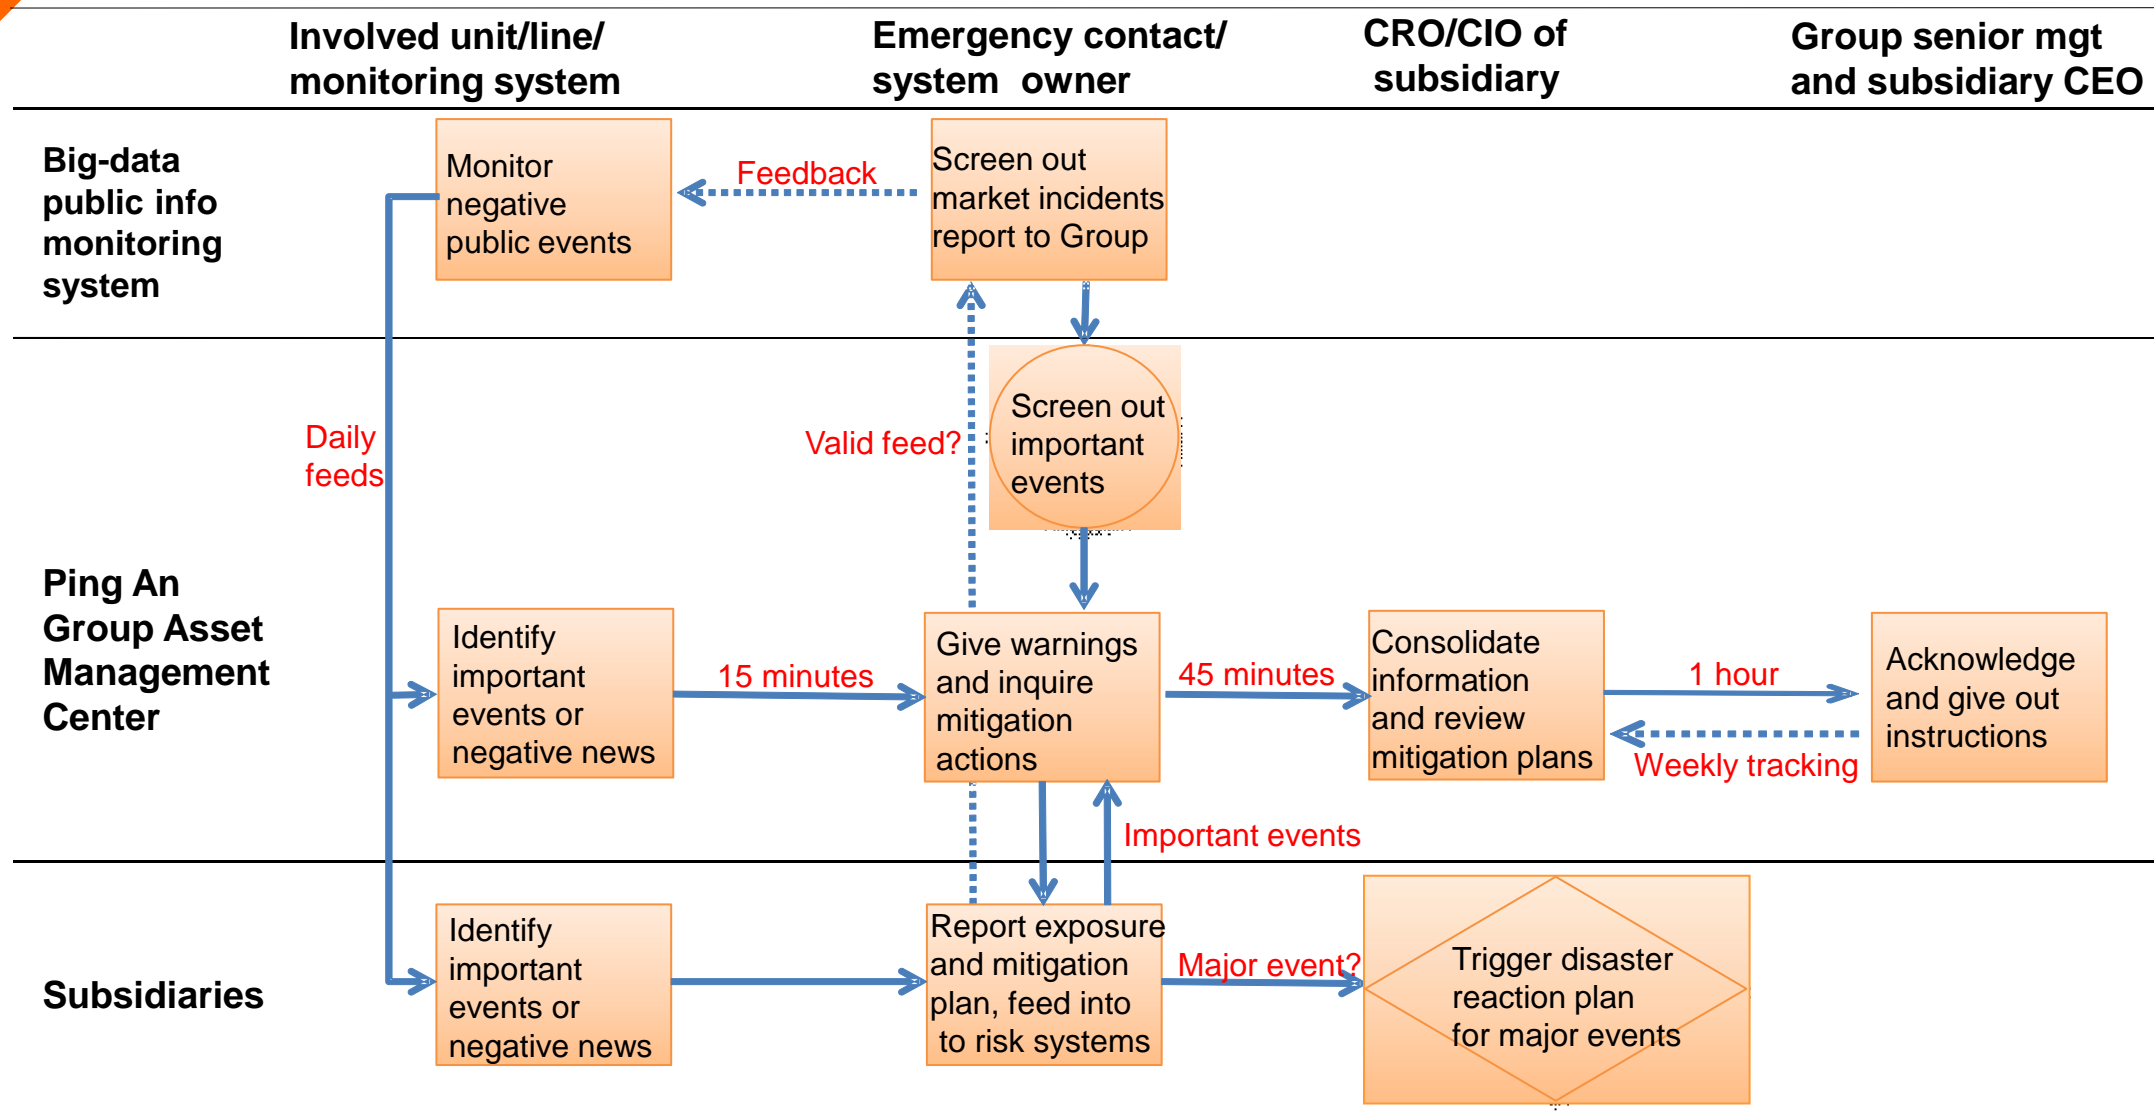 Involved unit/line/
monitoring system
Emergency contact/
system owner
CRO/CIO of
subsidiary
Group senior mgt
and subsidiary CEO
Big-data
public info
monitoring
system
Monitor
negative
public events
Feedback
Screen out
market incidents
report to Group
Daily
feeds
Valid feed?
Screen out
important
events
Ping An
Group Asset
Management
Center
Identify
important
events or
negative news
15 minutes
Give warnings
and inquire
mitigation
actions
45 minutes
Consolidate
information
and review
mitigation plans
1 hour
Weekly tracking
Acknowledge
and give out
instructions
Important events
Subsidiaries
Identify
important
events or
negative news
Report exposure
and mitigation
plan, feed into
to risk systems
Major event?
Trigger disaster
reaction plan
for major events